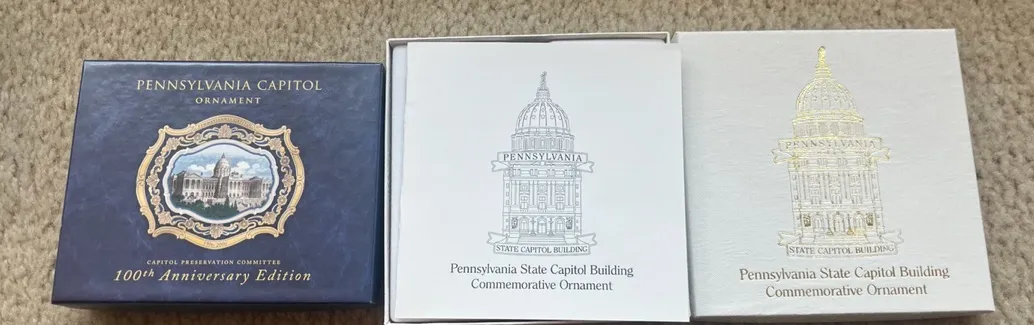 PENNSYLVANIA CAPITOL
ORNAMENT
CAPITOL PRESERVATION COMMITTEE
100th Anniversary Edition
PENNSYLVANIA
STATE CAPITOL BUILDING
Pennsylvania State Capitol Building
Commemorative Ornament
PENNSYLVANIA
STATE CAPITOL BUILDING
Pennsylvania State Capitol Building
Commemorative Ornament